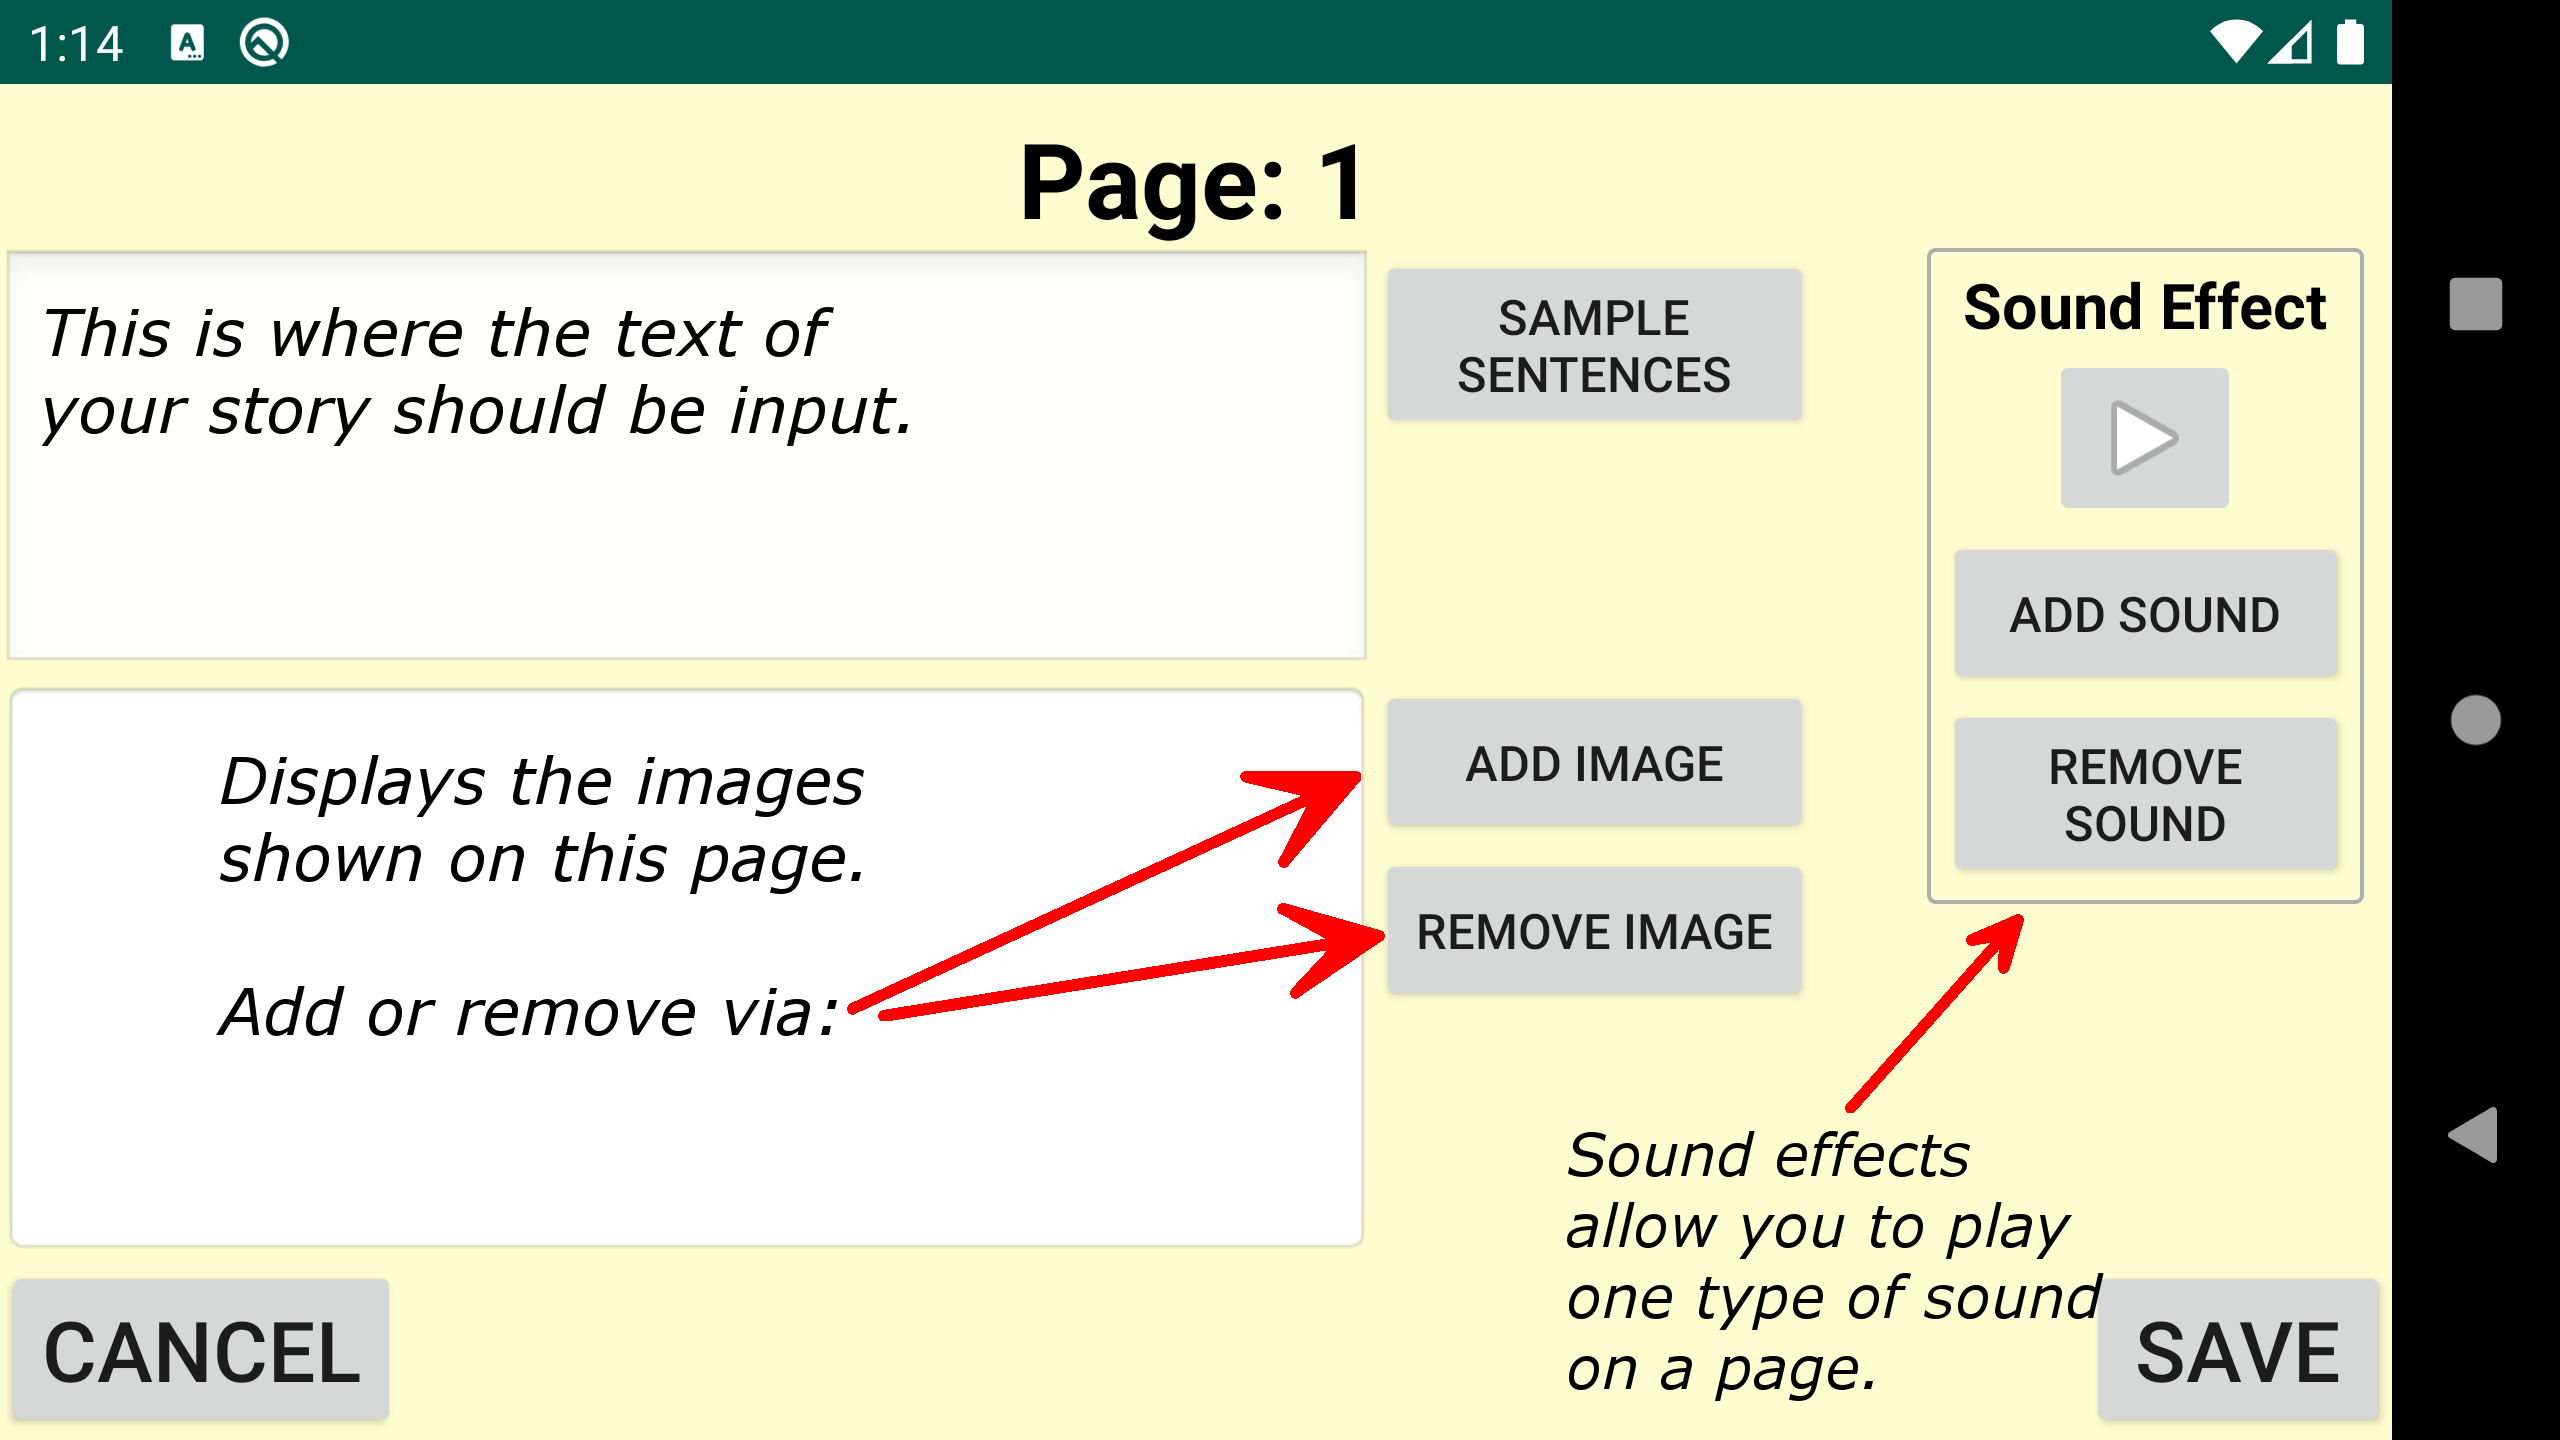 1:14
A
Page: 1
This is where the text of
your story should be input.
SAMPLE
SENTENCES
Sound Effect
ADD SOUND
REMOVE
SOUND
Displays the images
shown on this page.
Add or remove via:
ADD IMAGE
REMOVE IMAGE
Sound effects
allow you to play
one type of sound
on a page.
CANCEL
SAVE